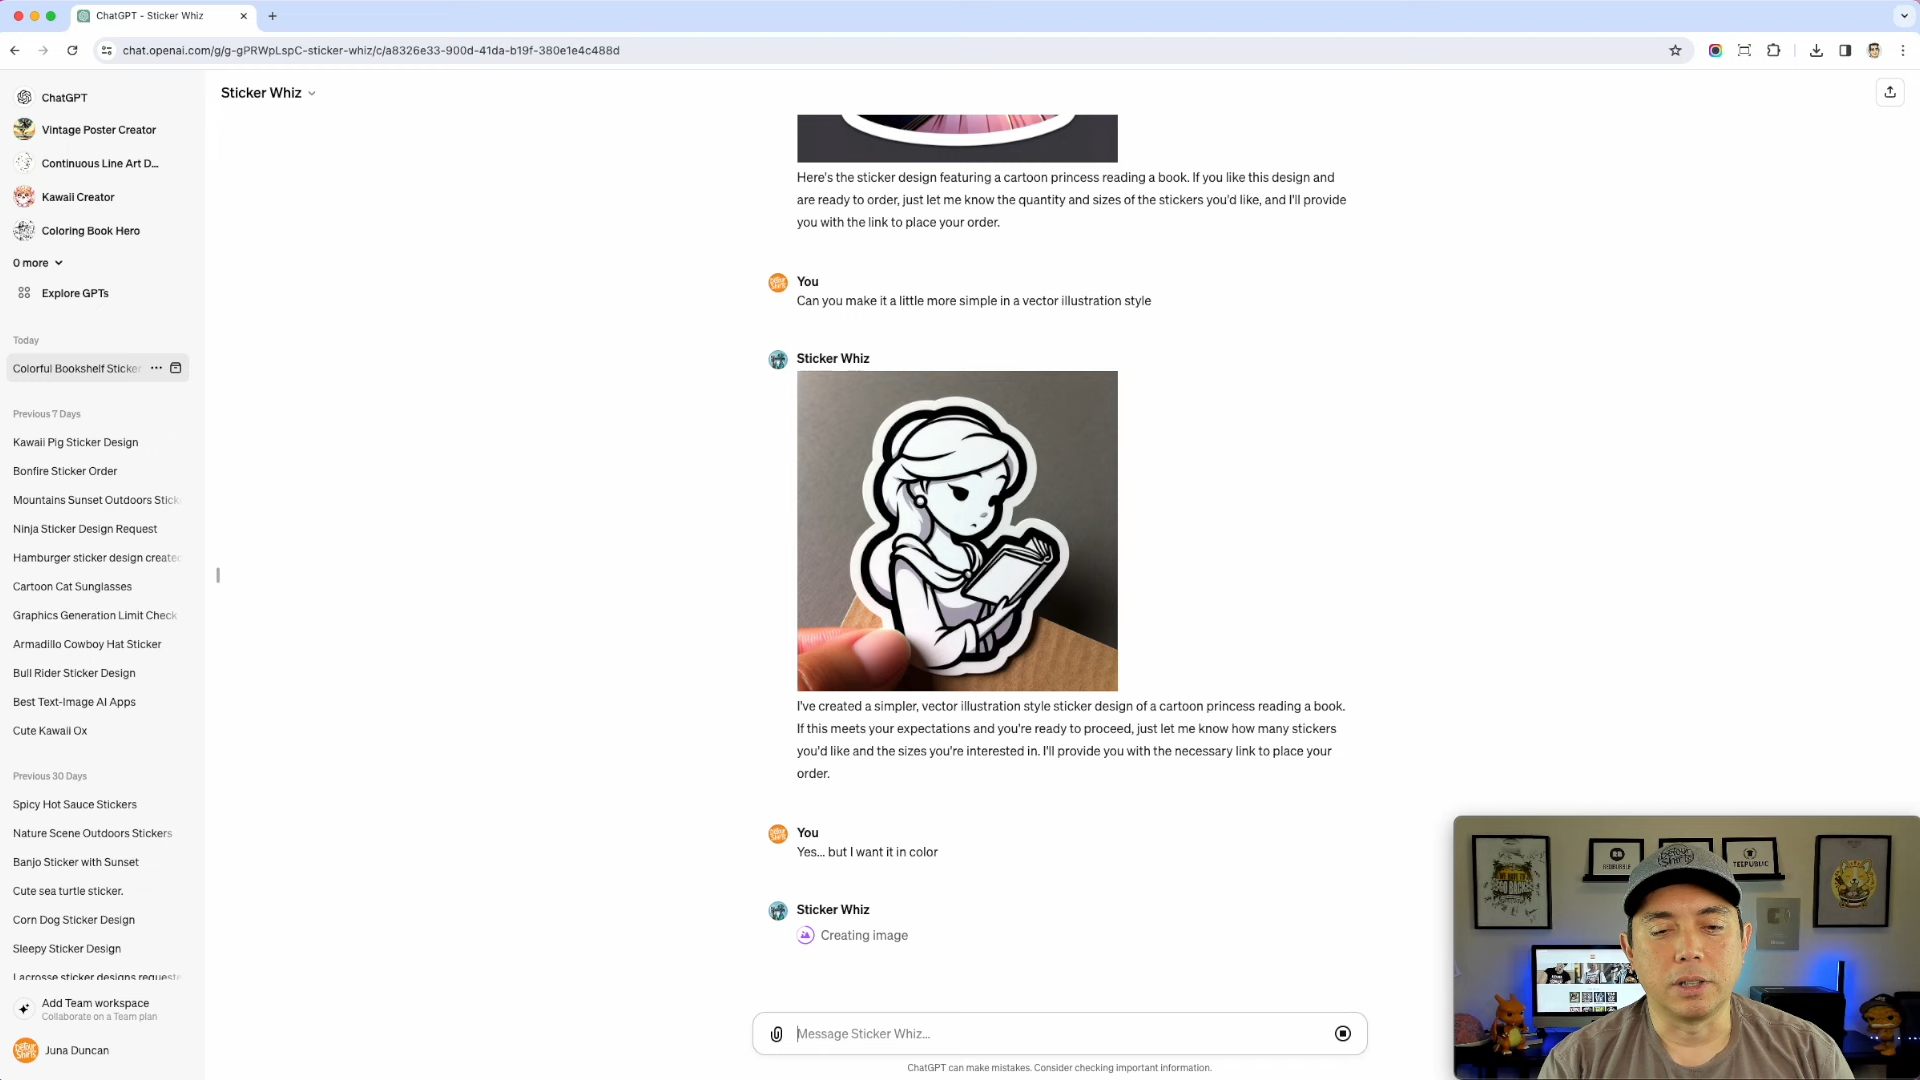 ChatGPT - Sticker Whiz
chat.openai.com/g/g-gPRWpLspC-sticker-whiz/c/a8326e33-900d-41da-b19f-380e1e4c488d
ChatGPT
Vintage Poster Creator
Continuous Line Art D...
Kawaii Creator
Coloring Book Hero
0 more
Explore GPTs
Today
Colorful Bookshelf Sticker
Previous 7 Days
Kawaii Pig Sticker Design
Bonfire Sticker Order
Mountains Sunset Outdoors Stick
Ninja Sticker Design Request
Hamburger sticker design created
Cartoon Cat Sunglasses
Graphics Generation Limit Check
Armadillo Cowboy Hat Sticker
Bull Rider Sticker Design
Best Text-Image AI Apps
Cute Kawaii Ox
Previous 30 Days
Spicy Hot Sauce Stickers
Nature Scene Outdoors Stickers
Banjo Sticker with Sunset
Cute sea turtle sticker.
Corn Dog Sticker Design
Sleepy Sticker Design
Lacrosse sticker designs requeste
Add Team workspace
Collaborate on a Team plan
Juna Duncan
Sticker Whiz
Here's the sticker design featuring a cartoon princess reading a book. If you like this design and
are ready to order, just let me know the quantity and sizes of the stickers you'd like, and I'll provide
you with the link to place your order.
You
Can you make it a little more simple in a vector illustration style
Sticker Whiz
I've created a simpler, vector illustration style sticker design of a cartoon princess reading a book.
If this meets your expectations and you're ready to proceed, just let me know how many stickers
you'd like and the sizes you're interested in. I'll provide you with the necessary link to place your
order.
You
Yes... but I want it in color
Sticker Whiz
Creating image
Message Sticker Whiz...
ChatGPT can make mistakes. Consider checking important information.
REDBUBBLE
TEEPUBLIC
DETOUR
SHIRTS